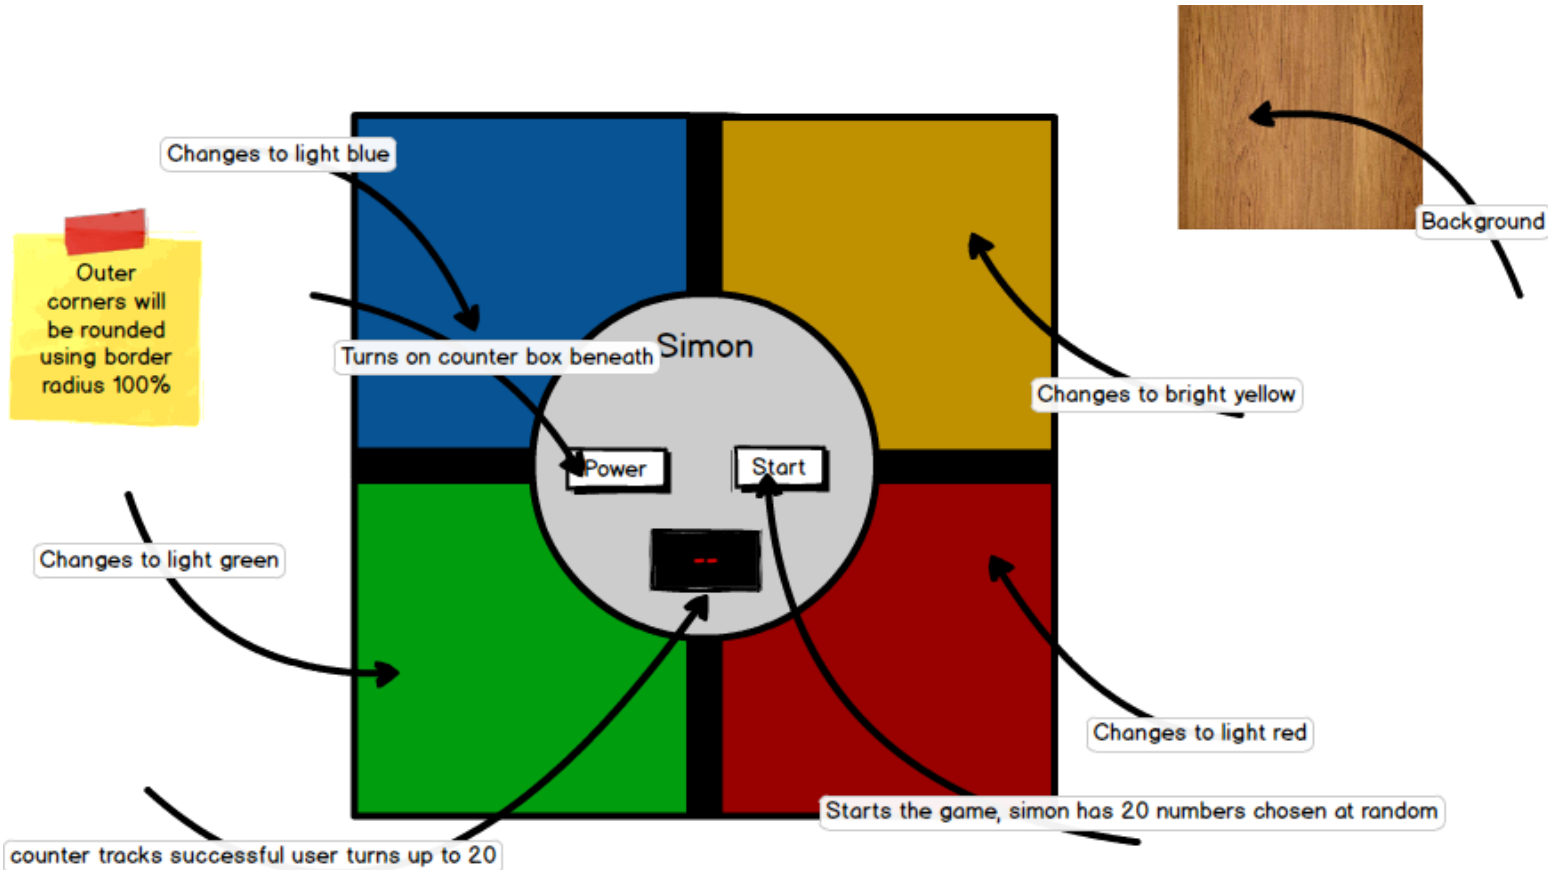 Changes to light blue
Background
Outer
corners will
be rounded
using border
radius 100%
Simon
Turns on counter box beneath
Changes to bright yellow
Power
Start
--
Changes to light green
Changes to light red
Starts the game, simon has 20 numbers chosen at random
counter tracks successful user turns up to 20